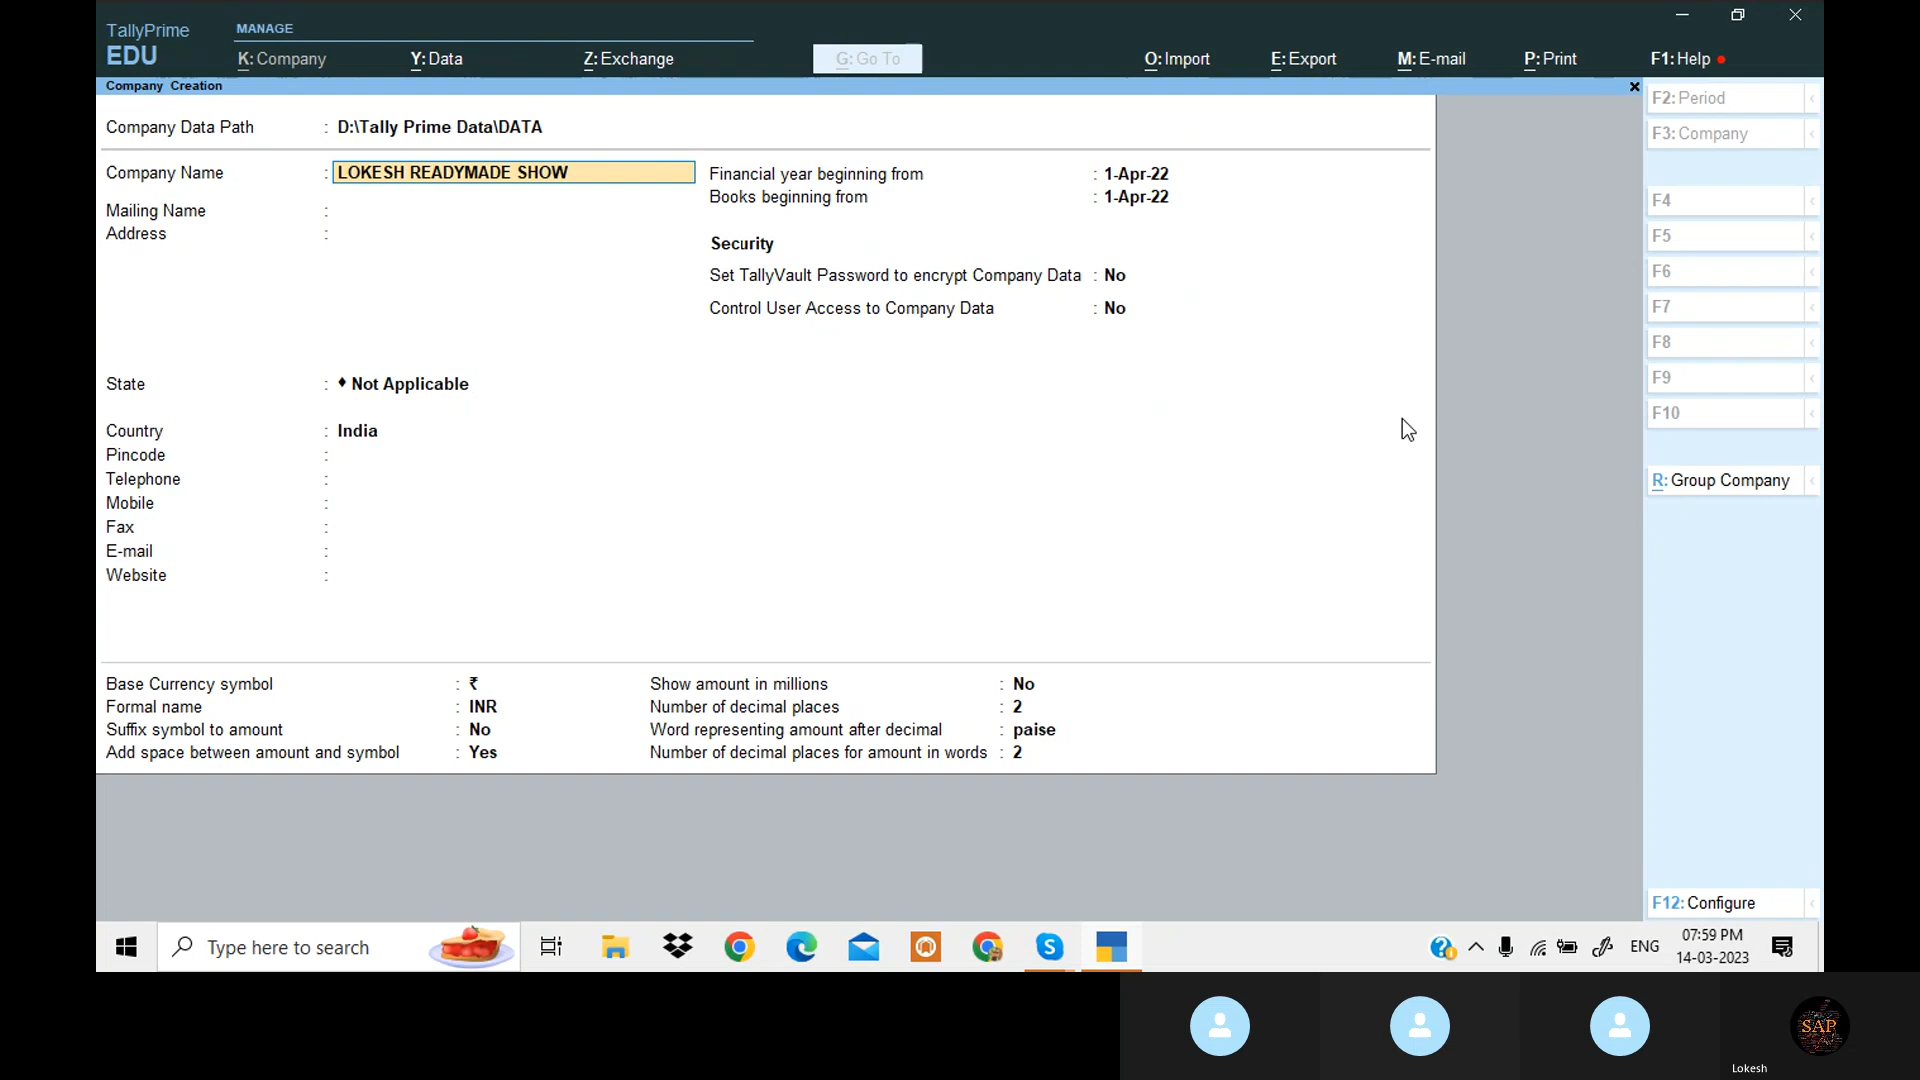 TallyPrime
EDU
MANAGE
K: Company
Y: Data
Z: Exchange
G: Go To
O: Import
E: Export
M: E-mail
P: Print
F1: Help
Company Creation
Company Data Path : D:\Tally Prime Data\DATA
Company Name : LOKESH READYMADE SHOW
Mailing Name :
Address :
Financial year beginning from : 1-Apr-22
Books beginning from : 1-Apr-22
Security
Set TallyVault Password to encrypt Company Data : No
Control User Access to Company Data : No
State : ♦ Not Applicable
Country : India
Pincode :
Telephone :
Mobile :
Fax :
E-mail :
Website :
Base Currency symbol : ₹
Formal name : INR
Suffix symbol to amount : No
Add space between amount and symbol : Yes
Show amount in millions : No
Number of decimal places : 2
Word representing amount after decimal : paise
Number of decimal places for amount in words : 2
F2: Period
F3: Company
F4
F5
F6
F7
F8
F9
F10
R: Group Company
F12: Configure
Type here to search
ENG
07:59 PM
14-03-2023
SAP
Lokesh